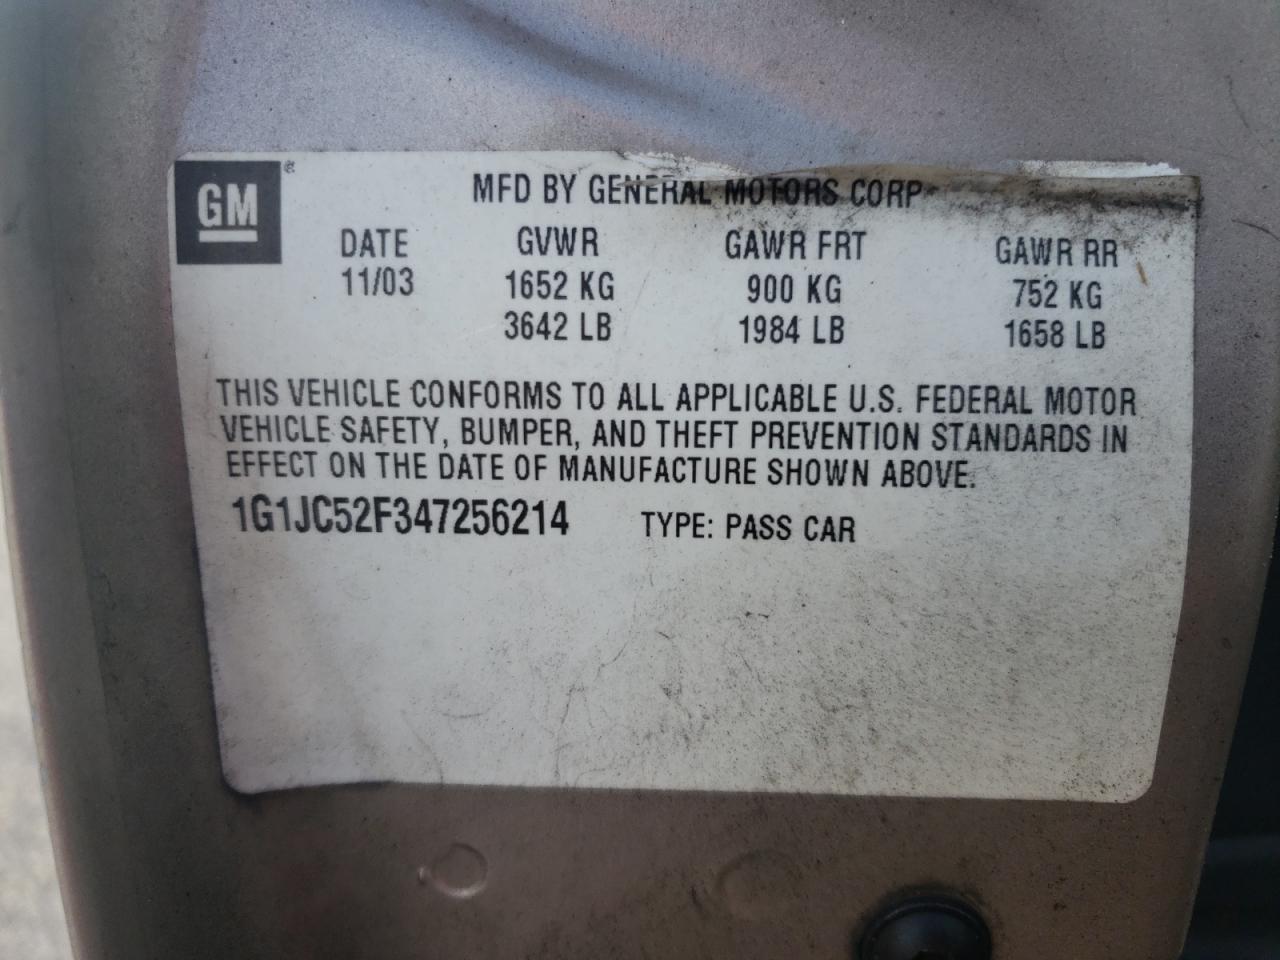 GM ®
MFD BY GENERAL MOTORS CORP
DATE GVWR GAWR FRT GAWR RR
11/03 1652 KG 900 KG 752 KG
3642 LB 1984 LB 1658 LB
THIS VEHICLE CONFORMS TO ALL APPLICABLE U.S. FEDERAL MOTOR
VEHICLE SAFETY, BUMPER, AND THEFT PREVENTION STANDARDS IN
EFFECT ON THE DATE OF MANUFACTURE SHOWN ABOVE.
1G1JC52F347256214 TYPE: PASS CAR